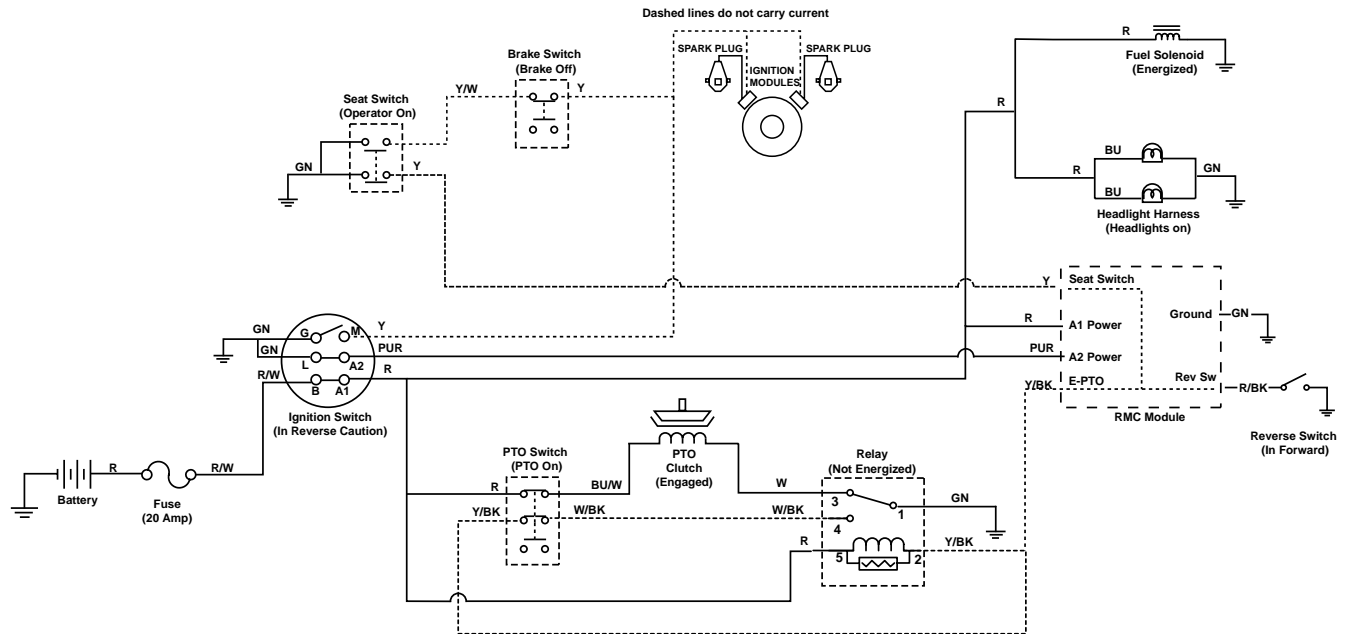 Dashed lines do not carry current
SPARK PLUG
SPARK PLUG
IGNITION
MODULES
R
Fuel Solenoid
(Energized)
Brake Switch
(Brake Off)
Y/W
Y
Seat Switch
(Operator On)
GN
Y
R
R
BU
BU
GN
Headlight Harness
(Headlights on)
Y
Seat Switch
Ground
GN
R
A1 Power
PUR
A2 Power
Y/BK
E-PTO
Rev Sw
R/BK
RMC Module
Reverse Switch
(In Forward)
GN
G
M
Y
GN
L
A2
PUR
R/W
B
A1
R
Ignition Switch
(In Reverse Caution)
R
R/W
Battery
Fuse
(20 Amp)
PTO Switch
(PTO On)
R
BU/W
Y/BK
W/BK
PTO
Clutch
(Engaged)
W
W/BK
Relay
(Not Energized)
3
1
GN
4
R
5
2
Y/BK